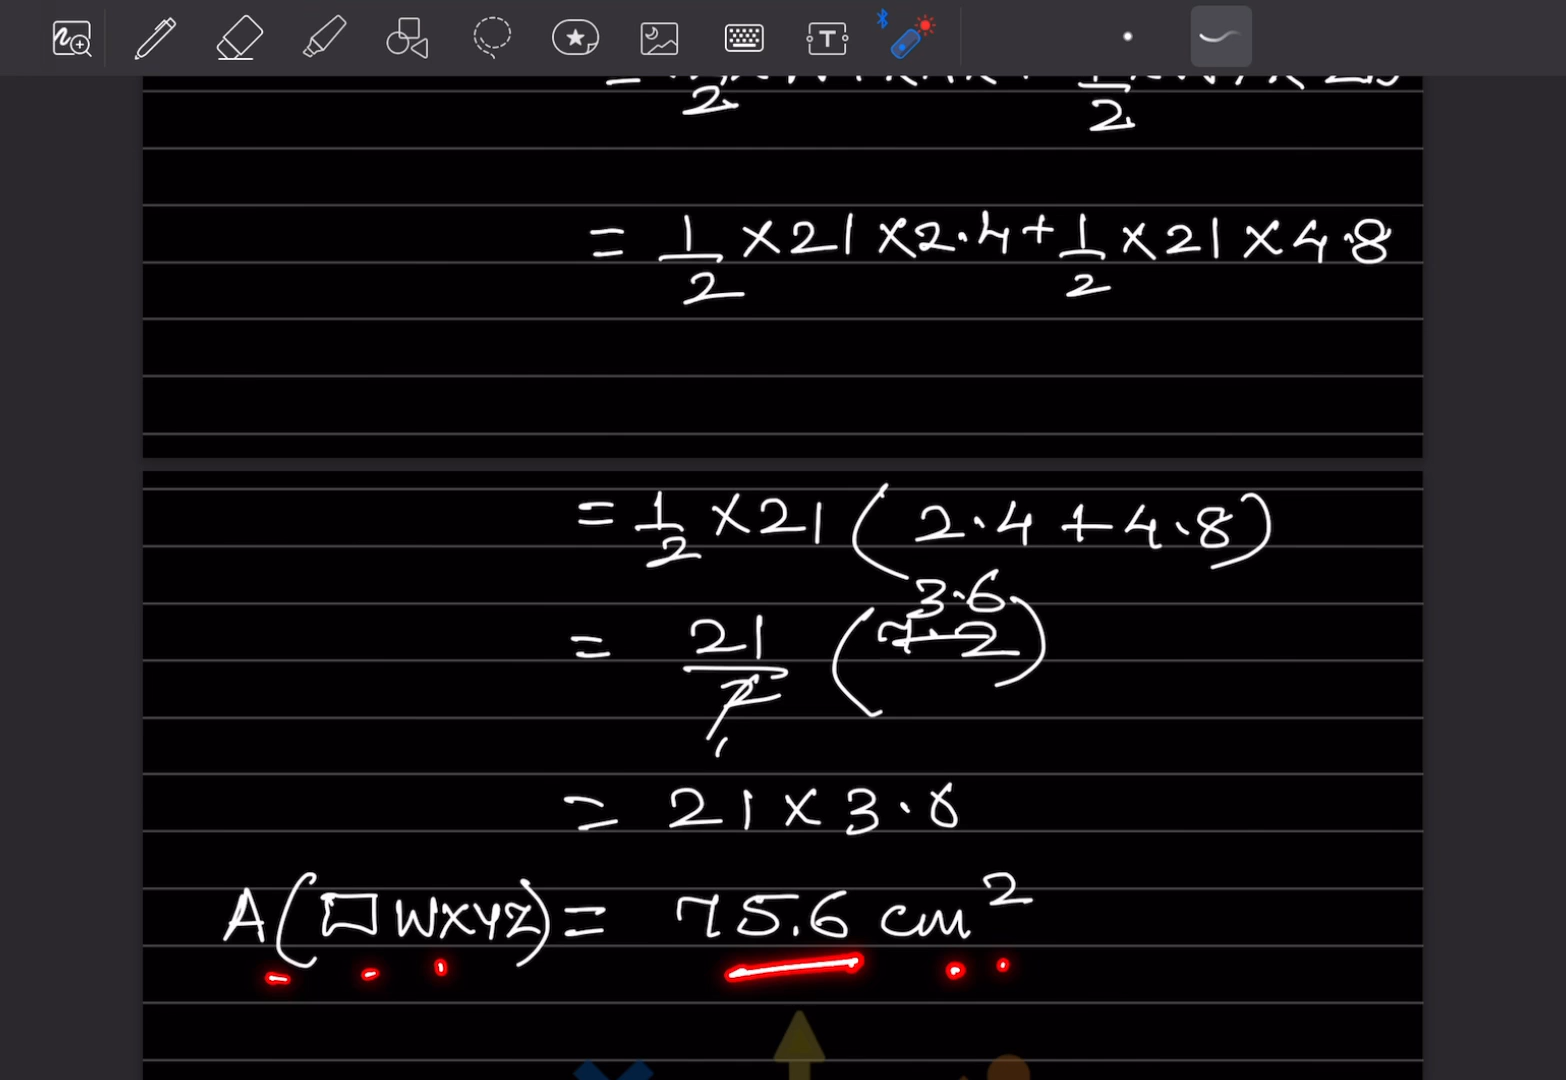 = 1/2 × 21 × 2.4 + 1/2 × 21 × 4.8
= 1/2 × 21 ( 2.4 + 4.8 )
3.6
= 21/2 ( 7.2 )
1
= 21 × 3.6
A(□ WXYZ) = 75.6 cm²